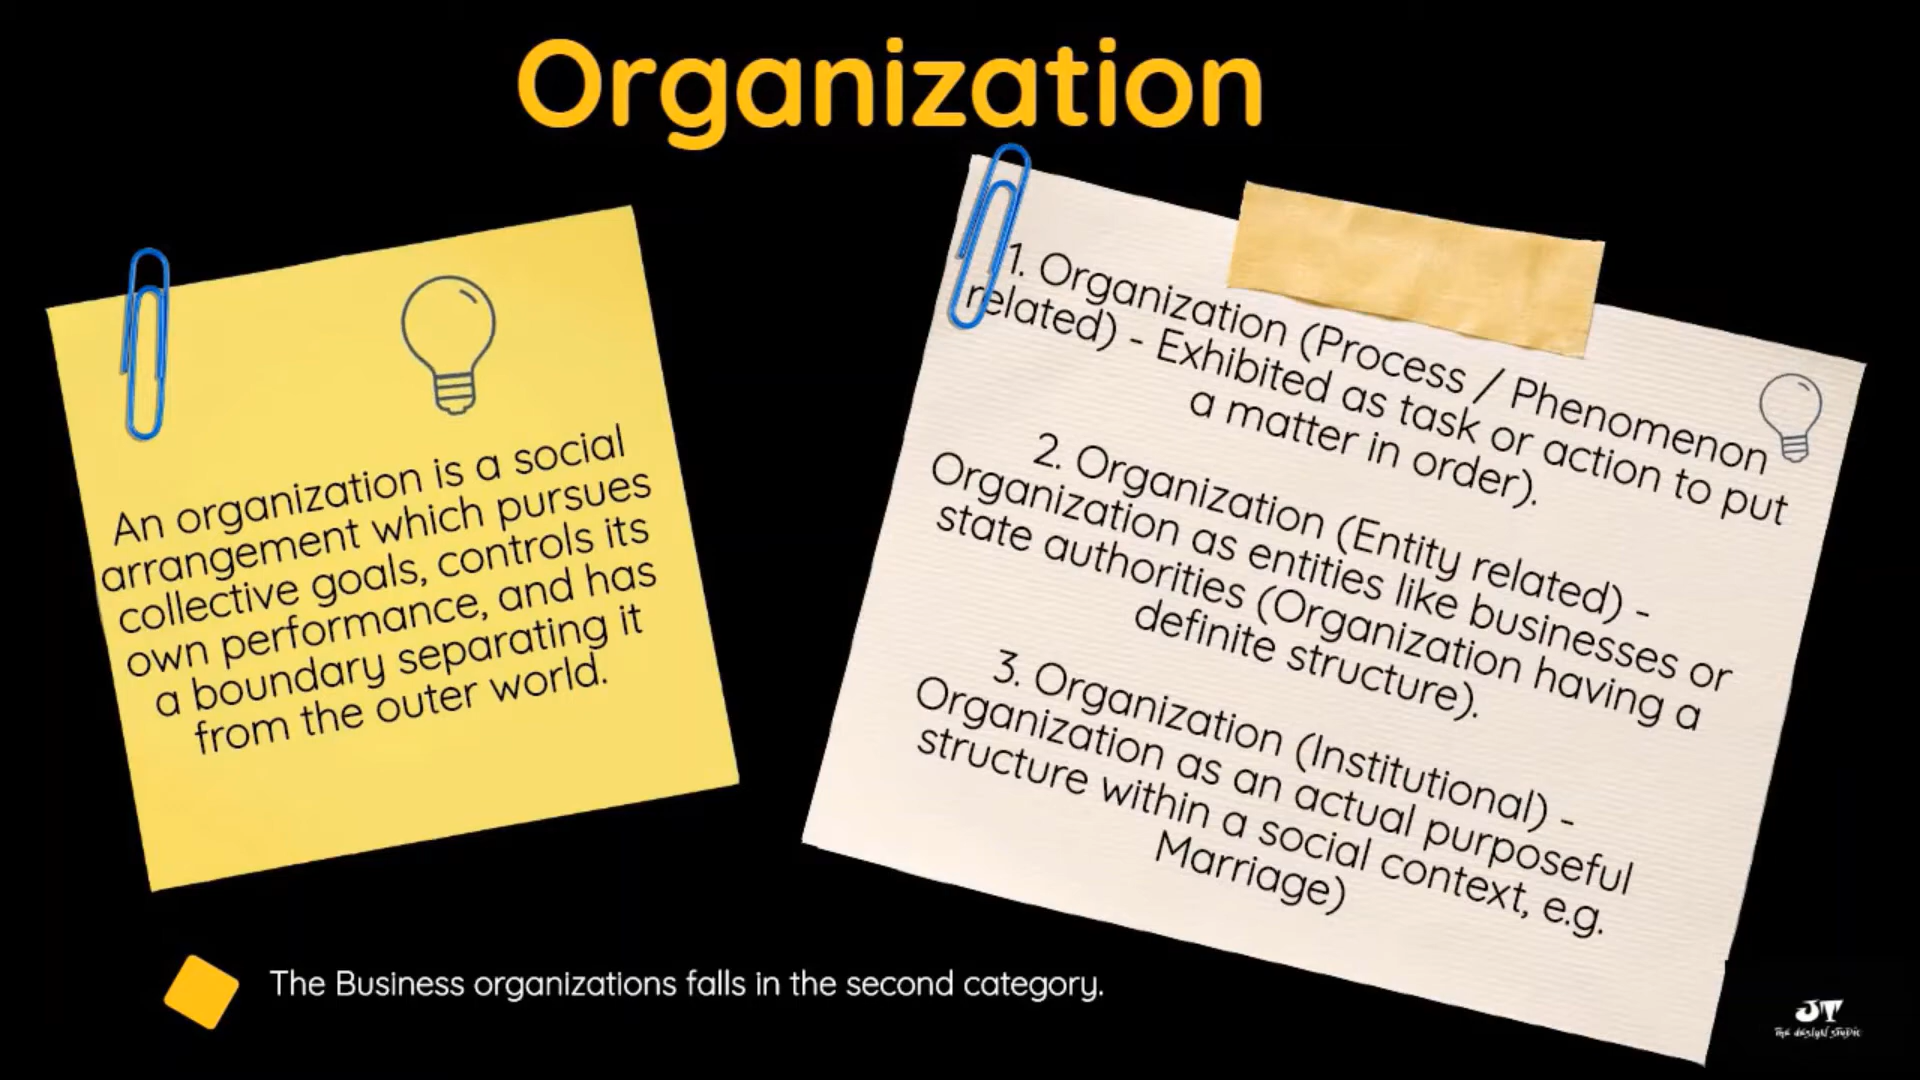 Organization
An organization is a social
arrangement which pursues
collective goals, controls its
own performance, and has
a boundary separating it
from the outer world.
1. Organization (Process / Phenomenon
related) - Exhibited as task or action to put
a matter in order).
2. Organization (Entity related) -
Organization as entities like businesses or
state authorities (Organization having a
definite structure).
3. Organization (Institutional) -
Organization as an actual purposeful
structure within a social context, e.g.
Marriage)
The Business organizations falls in the second category.
JT
The design studio